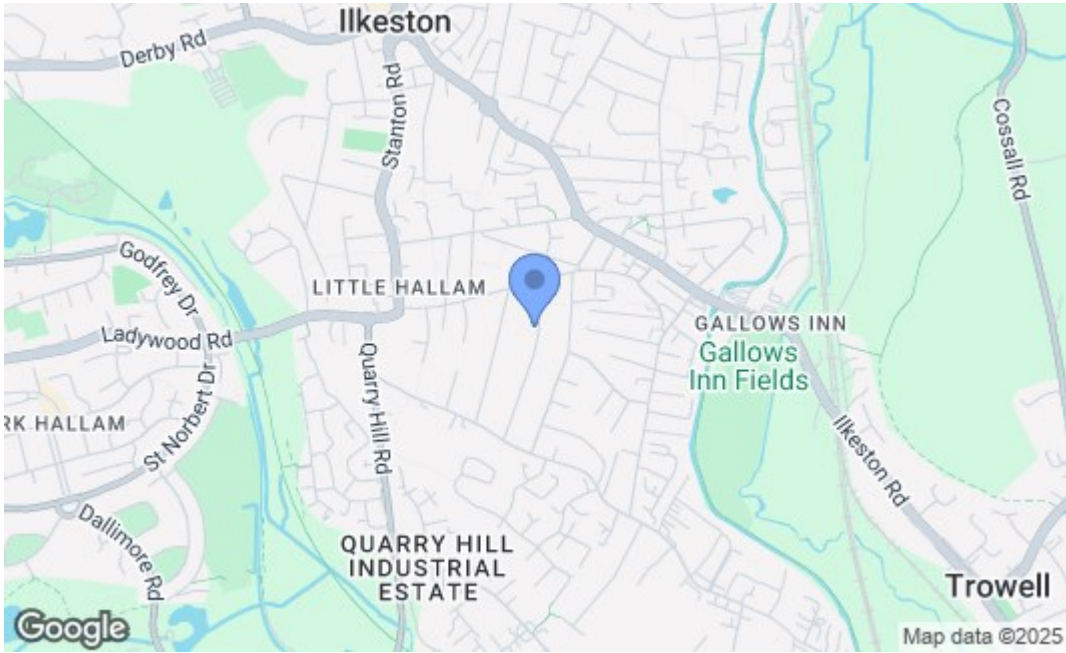 Ilkeston
Derby Rd
Stanton Rd
Cossall Rd
Godfrey Dr
LITTLE HALLAM
Ladywood Rd
GALLOWS INN
Gallows
Inn Fields
RK HALLAM
St Norbert Dr
Quarry Hill Rd
Ilkeston Rd
Dallimore Rd
QUARRY HILL
INDUSTRIAL
ESTATE
Trowell
Google
Map data ©2025